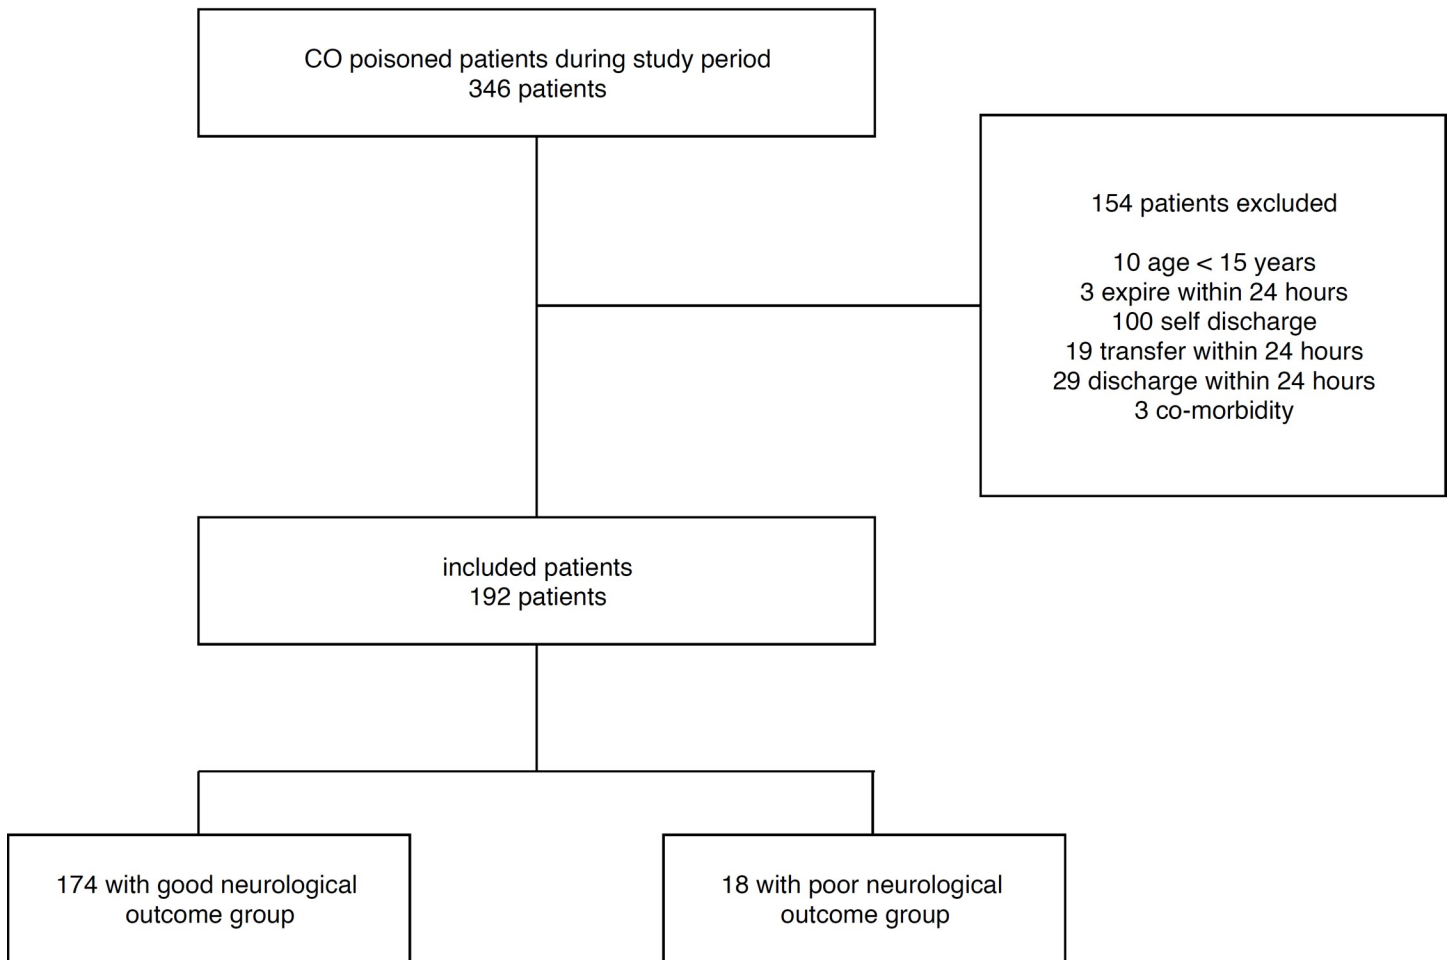 CO poisoned patients during study period
346 patients
154 patients excluded
10 age < 15 years
3 expire within 24 hours
100 self discharge
19 transfer within 24 hours
29 discharge within 24 hours
3 co-morbidity
included patients
192 patients
174 with good neurological
outcome group
18 with poor neurological
outcome group